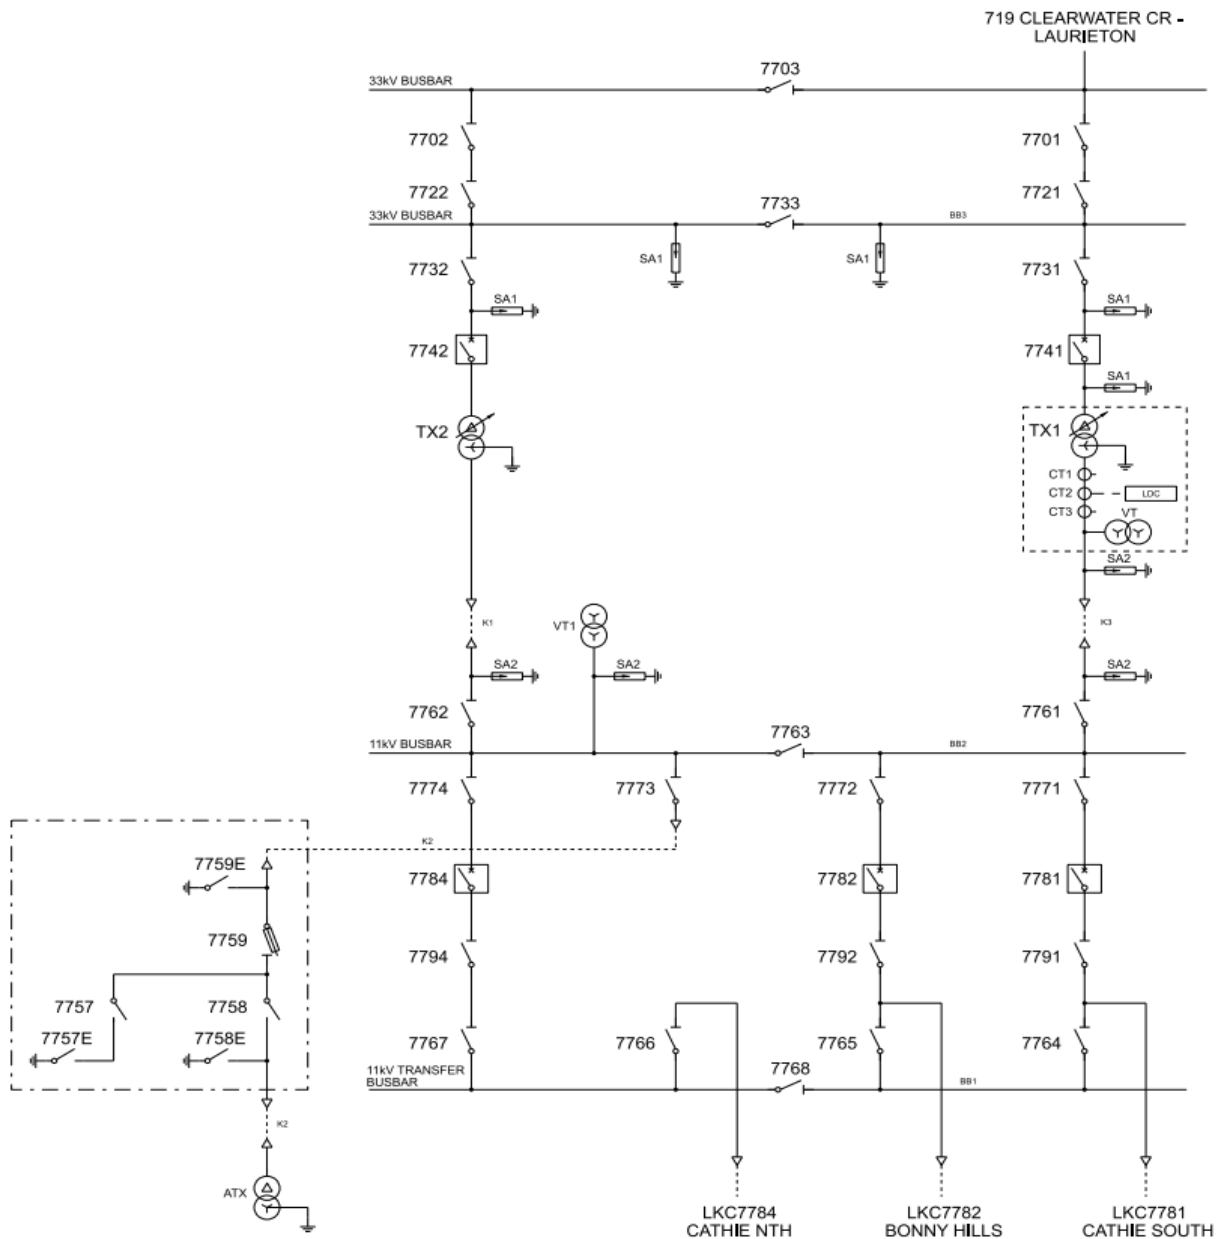 719 CLEARWATER CR -
LAURIETON
7703
33kV BUSBAR
7702
7701
7722
7721
7733
33kV BUSBAR
BB3
SA1
SA1
7732
7731
SA1
SA1
7742
7741
SA1
TX2
TX1
CT1
CT2
LDC
CT3
VT
SA2
K1
VT1
K3
SA2
SA2
SA2
7762
7761
7763
11kV BUSBAR
BB2
7774
7773
7772
7771
K2
7759E
7784
7782
7781
7759
7794
7792
7791
7757
7758
7757E
7758E
7767
7766
7765
7764
11kV TRANSFER
BUSBAR
7768
BB1
K2
ATX
LKC7784
CATHIE NTH
LKC7782
BONNY HILLS
LKC7781
CATHIE SOUTH